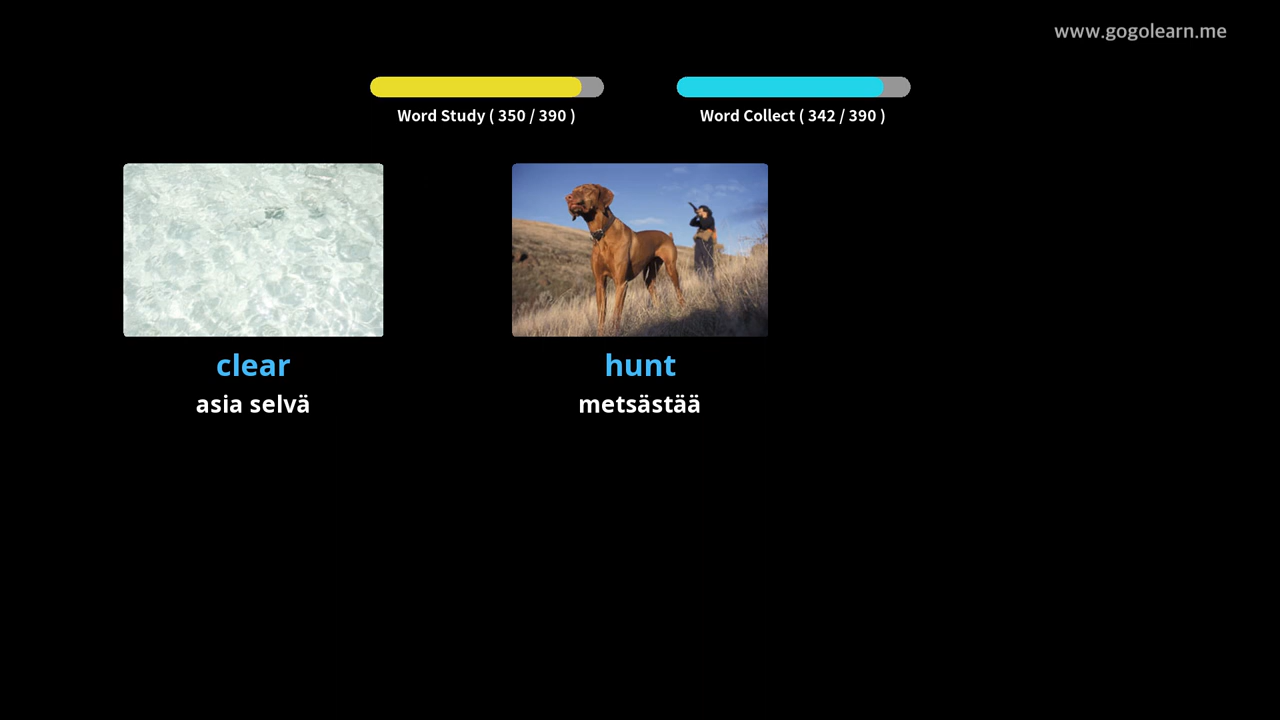 www.gogolearn.me
Word Study ( 350 / 390 )
Word Collect ( 342 / 390 )
clear
asia selvä
hunt
metsästää